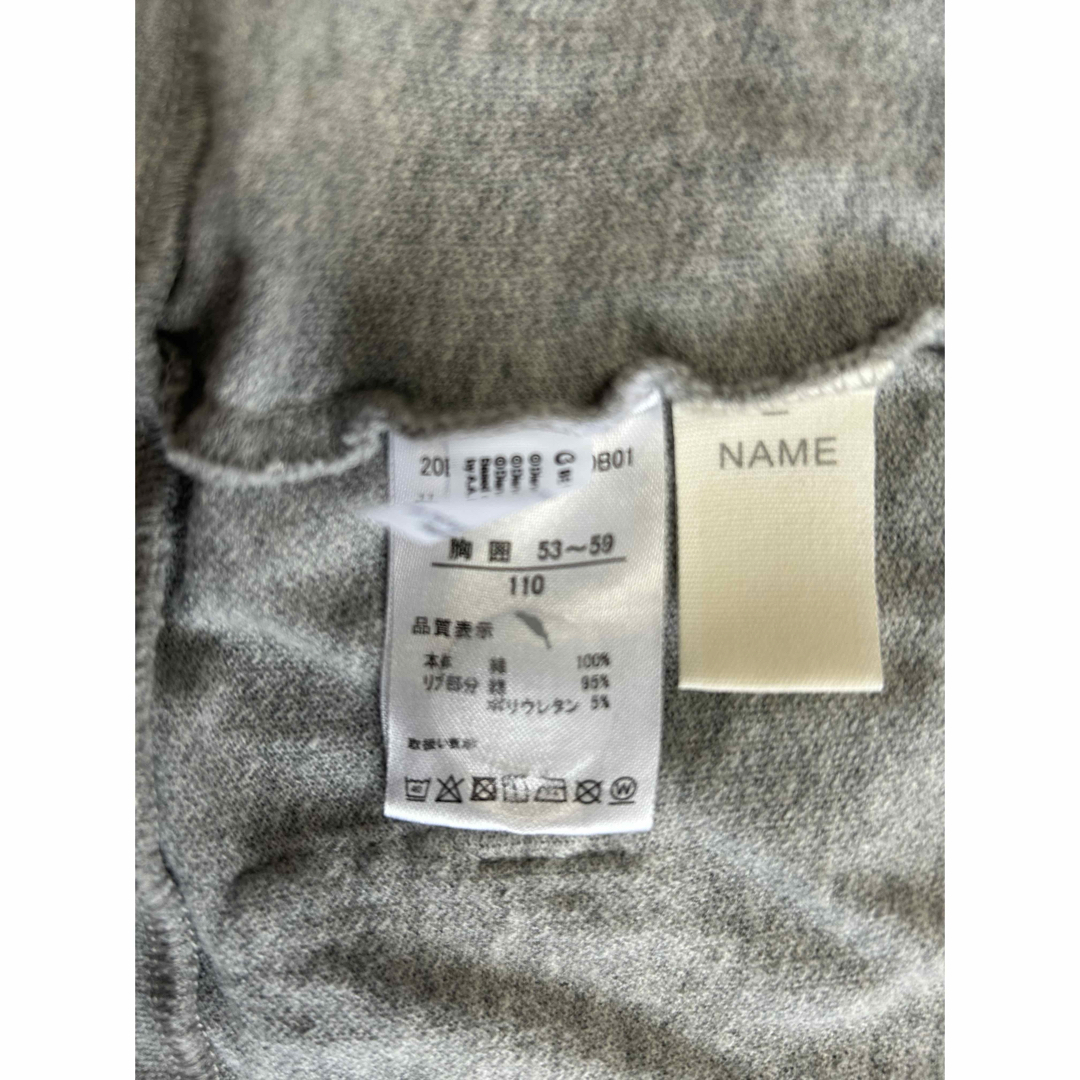 胸囲 53～59
110
品質表示
本体 綿 100%
リブ部分 綿 95%
ポリウレタン 5%
取扱い表示
NAME